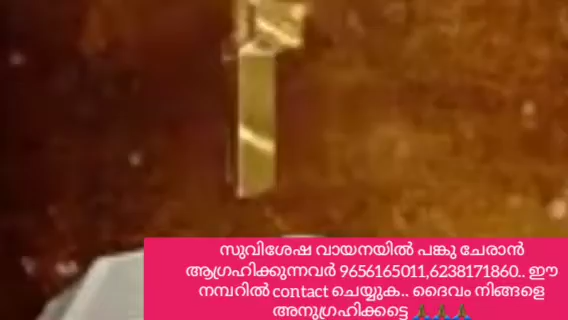 സുവിശേഷ വായനയിൽ പങ്കു ചേരാൻ
ആഗ്രഹിക്കുന്നവർ 9656165011,6238171860.. ഈ
നമ്പറിൽ contact ചെയ്യുക.. ദൈവം നിങ്ങളെ
അനുഗ്രഹിക്കട്ടെ 🙏🙏🙏